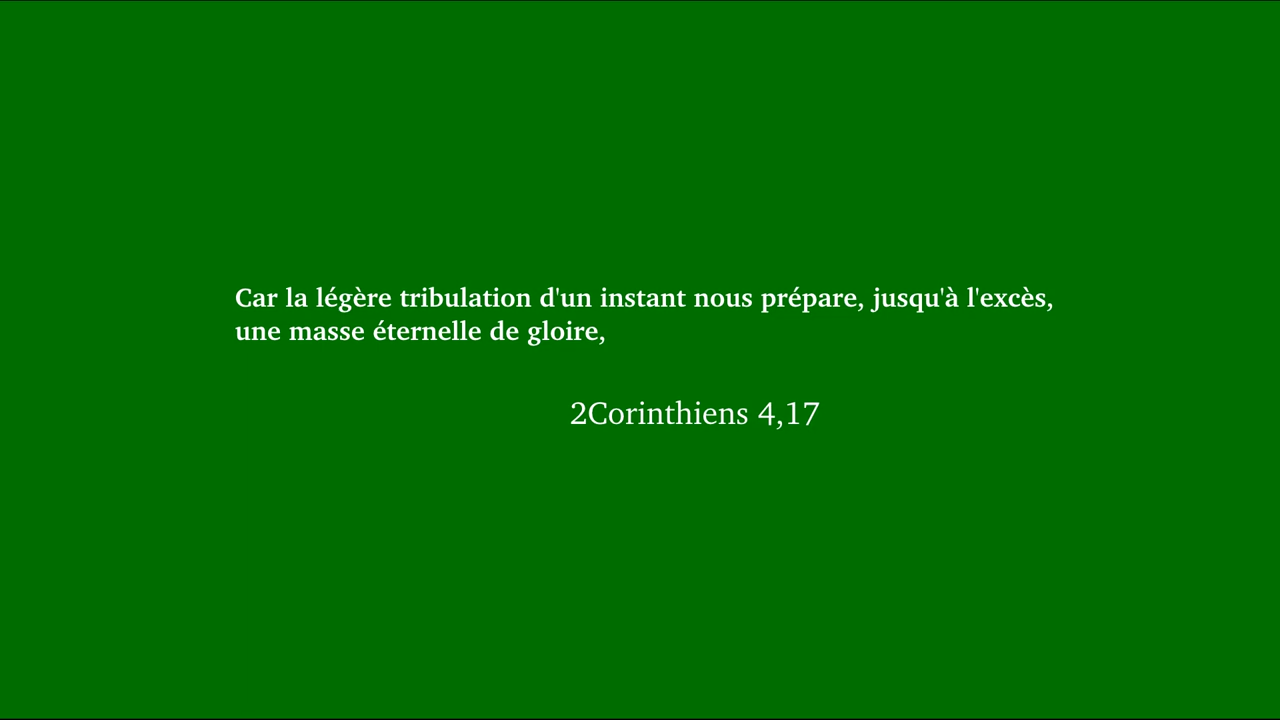 Car la légère tribulation d'un instant nous prépare, jusqu'à l'excès,
une masse éternelle de gloire,
2Corinthiens 4,17